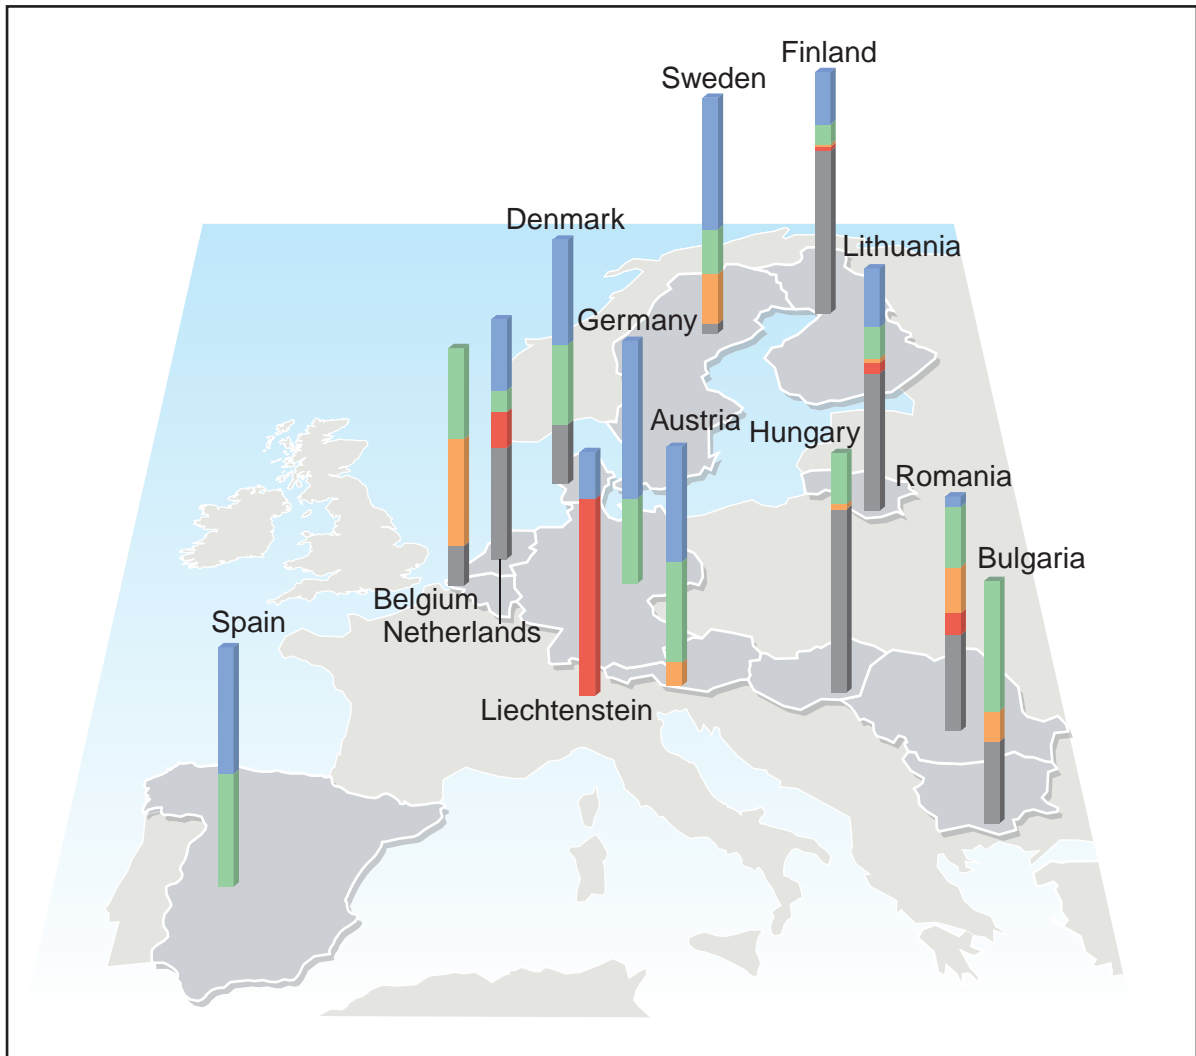 Finland
Sweden
Denmark
Lithuania
Germany
Austria
Hungary
Romania
Bulgaria
Belgium
Netherlands
Spain
Liechtenstein